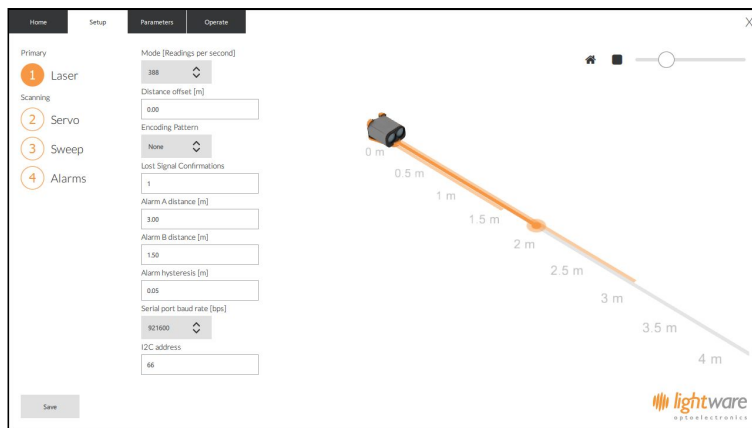 Home Setup Parameters Operate X
Primary
1 Laser
Scanning
2 Servo
3 Sweep
4 Alarms
Save
Mode [Readings per second]
388
Distance offset [m]
0.00
Encoding Pattern
None
Lost Signal Confirmations
1
Alarm A distance [m]
3.00
Alarm B distance [m]
1.50
Alarm hysteresis [m]
0.05
Serial port baud rate [bps]
921600
I2C address
66
0 m
0.5 m
1 m
1.5 m
2 m
2.5 m
3 m
3.5 m
4 m
lightware
optoelectronics